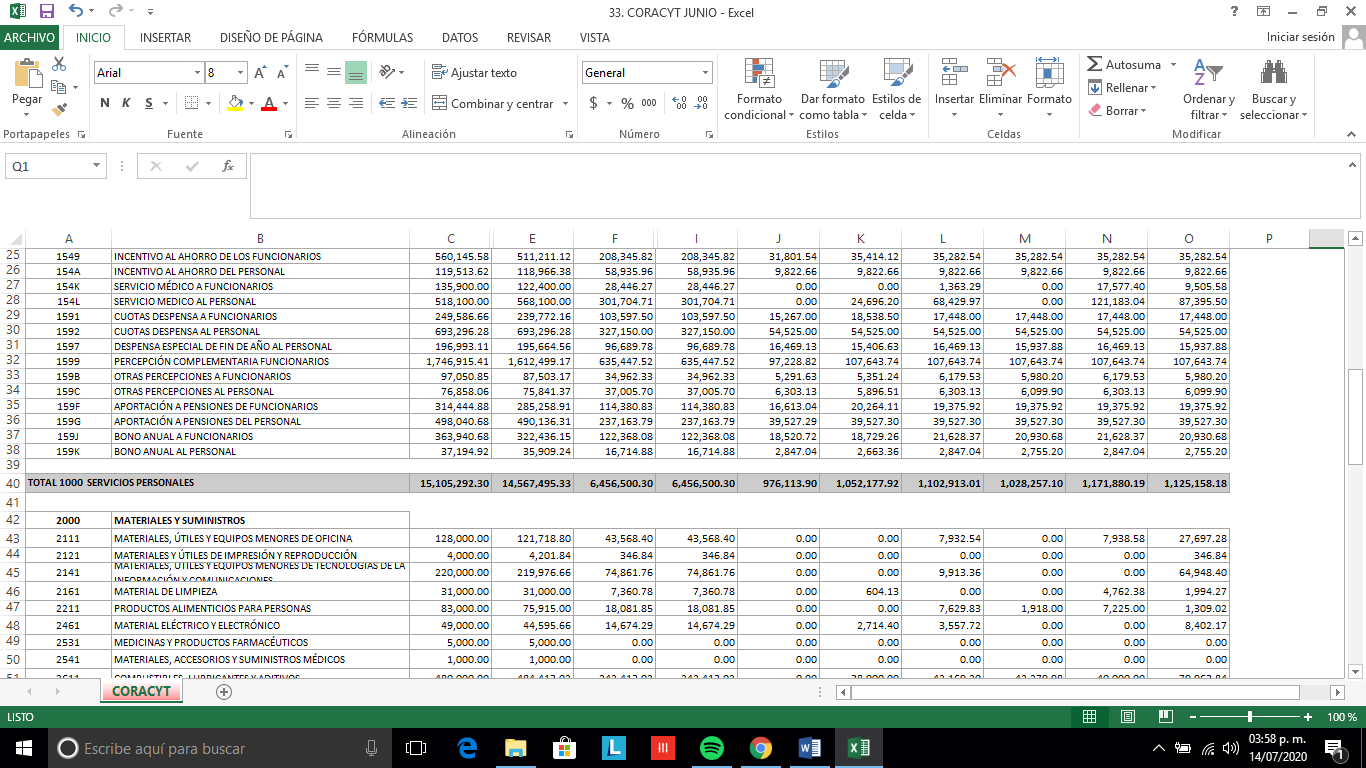 33. CORACYT JUNIO - Excel
ARCHIVO INICIO INSERTAR DISEÑO DE PÁGINA FÓRMULAS DATOS REVISAR VISTA Iniciar sesión
Arial 8 Ajustar texto General Autosuma
Pegar N K S Combinar y centrar $ % 000 Formato condicional Dar formato como tabla Estilos de celda Insertar Eliminar Formato Rellenar Borrar Ordenar y filtrar Buscar y seleccionar
Portapapeles Fuente Alineación Número Estilos Celdas Modificar
Q1 fx
A B C E F I J K L M N O P
25 1549 INCENTIVO AL AHORRO DE LOS FUNCIONARIOS 560,145.58 511,211.12 208,345.82 208,345.82 31,801.54 35,414.12 35,282.54 35,282.54 35,282.54 35,282.54
26 154A INCENTIVO AL AHORRO DEL PERSONAL 119,513.62 118,966.38 58,935.96 58,935.96 9,822.66 9,822.66 9,822.66 9,822.66 9,822.66 9,822.66
27 154K SERVICIO MÉDICO A FUNCIONARIOS 135,900.00 122,400.00 28,446.27 28,446.27 0.00 0.00 1,363.29 0.00 17,577.40 9,505.58
28 154L SERVICIO MEDICO AL PERSONAL 518,100.00 568,100.00 301,704.71 301,704.71 0.00 24,696.20 68,429.97 0.00 121,183.04 87,395.50
29 1591 CUOTAS DESPENSA A FUNCIONARIOS 249,586.66 239,772.16 103,597.50 103,597.50 15,267.00 18,538.50 17,448.00 17,448.00 17,448.00 17,448.00
30 1592 CUOTAS DESPENSA AL PERSONAL 693,296.28 693,296.28 327,150.00 327,150.00 54,525.00 54,525.00 54,525.00 54,525.00 54,525.00 54,525.00
31 1597 DESPENSA ESPECIAL DE FIN DE AÑO AL PERSONAL 196,993.11 195,664.56 96,689.78 96,689.78 16,469.13 15,406.63 16,469.13 15,937.88 16,469.13 15,937.88
32 1599 PERCEPCIÓN COMPLEMENTARIA FUNCIONARIOS 1,746,915.41 1,612,499.17 635,447.52 635,447.52 97,228.82 107,643.74 107,643.74 107,643.74 107,643.74 107,643.74
33 159B OTRAS PERCEPCIONES A FUNCIONARIOS 97,050.85 87,503.17 34,962.33 34,962.33 5,291.63 5,351.24 6,179.53 5,980.20 6,179.53 5,980.20
34 159C OTRAS PERCEPCIONES AL PERSONAL 76,858.06 75,841.37 37,005.70 37,005.70 6,303.13 5,896.51 6,303.13 6,099.90 6,303.13 6,099.90
35 159F APORTACIÓN A PENSIONES DE FUNCIONARIOS 314,444.88 285,258.91 114,380.83 114,380.83 16,613.04 20,264.11 19,375.92 19,375.92 19,375.92 19,375.92
36 159G APORTACIÓN A PENSIONES DEL PERSONAL 498,040.68 490,136.31 237,163.79 237,163.79 39,527.29 39,527.30 39,527.30 39,527.30 39,527.30 39,527.30
37 159J BONO ANUAL A FUNCIONARIOS 363,940.68 322,436.15 122,368.08 122,368.08 18,520.72 18,729.26 21,628.37 20,930.68 21,628.37 20,930.68
38 159K BONO ANUAL AL PERSONAL 37,194.92 35,909.24 16,714.88 16,714.88 2,847.04 2,663.36 2,847.04 2,755.20 2,847.04 2,755.20
39
40 TOTAL 1000 SERVICIOS PERSONALES 15,105,292.30 14,567,495.33 6,456,500.30 6,456,500.30 976,113.90 1,052,177.92 1,102,913.01 1,028,257.10 1,171,880.19 1,125,158.18
41
42 2000 MATERIALES Y SUMINISTROS
43 2111 MATERIALES, ÚTILES Y EQUIPOS MENORES DE OFICINA 128,000.00 121,718.80 43,568.40 43,568.40 0.00 0.00 7,932.54 0.00 7,938.58 27,697.28
44 2121 MATERIALES Y ÚTILES DE IMPRESIÓN Y REPRODUCCIÓN 4,000.00 4,201.84 346.84 346.84 0.00 0.00 0.00 0.00 0.00 346.84
45 2141 MATERIALES, ÚTILES Y EQUIPOS MENORES DE TECNOLOGÍAS DE LA INFORMACIÓN Y COMUNICACIONES 220,000.00 219,976.66 74,861.76 74,861.76 0.00 0.00 9,913.36 0.00 0.00 64,948.40
46 2161 MATERIAL DE LIMPIEZA 31,000.00 31,000.00 7,360.78 7,360.78 0.00 604.13 0.00 0.00 4,762.38 1,994.27
47 2211 PRODUCTOS ALIMENTICIOS PARA PERSONAS 83,000.00 75,915.00 18,081.85 18,081.85 0.00 0.00 7,629.83 1,918.00 7,225.00 1,309.02
48 2461 MATERIAL ELÉCTRICO Y ELECTRÓNICO 49,000.00 44,595.66 14,674.29 14,674.29 0.00 2,714.40 3,557.72 0.00 0.00 8,402.17
49 2531 MEDICINAS Y PRODUCTOS FARMACÉUTICOS 5,000.00 5,000.00 0.00 0.00 0.00 0.00 0.00 0.00 0.00 0.00
50 2541 MATERIALES, ACCESORIOS Y SUMINISTROS MÉDICOS 1,000.00 1,000.00 0.00 0.00 0.00 0.00 0.00 0.00 0.00 0.00
COMBUSTIBLES, LUBRICANTES Y ADITIVOS
CORACYT
LISTO 100 %
Escribe aquí para buscar
03:58 p. m.
14/07/2020
1